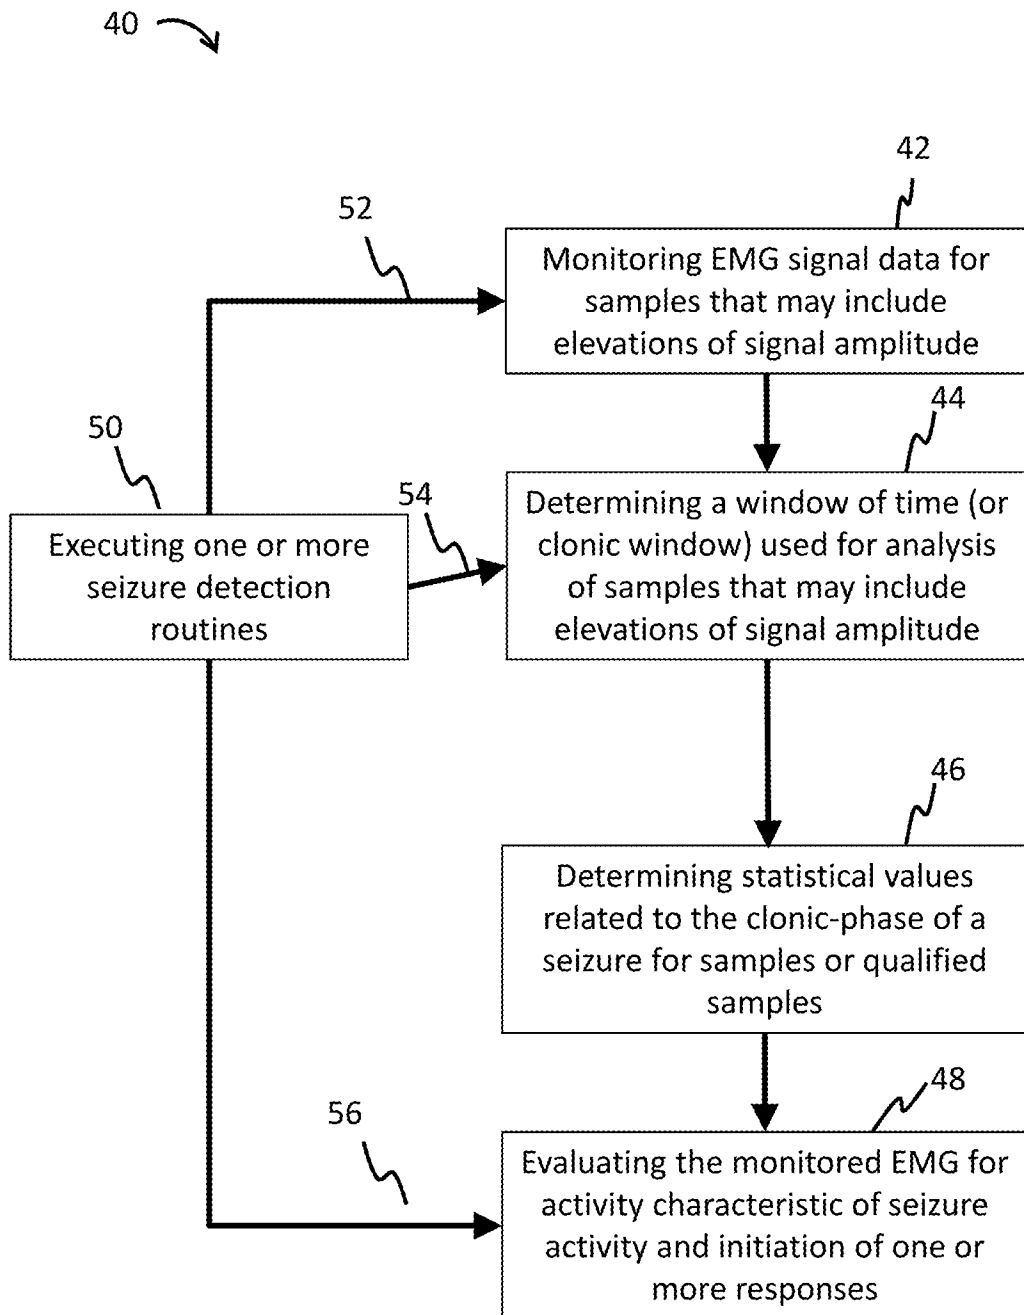 40
42
52
Monitoring EMG signal data for
samples that may include
elevations of signal amplitude
44
50
54
Determining a window of time (or
clonic window) used for analysis
of samples that may include
elevations of signal amplitude
Executing one or more
seizure detection
routines
46
Determining statistical values
related to the clonic-phase of a
seizure for samples or qualified
samples
48
56
Evaluating the monitored EMG for
activity characteristic of seizure
activity and initiation of one or
more responses